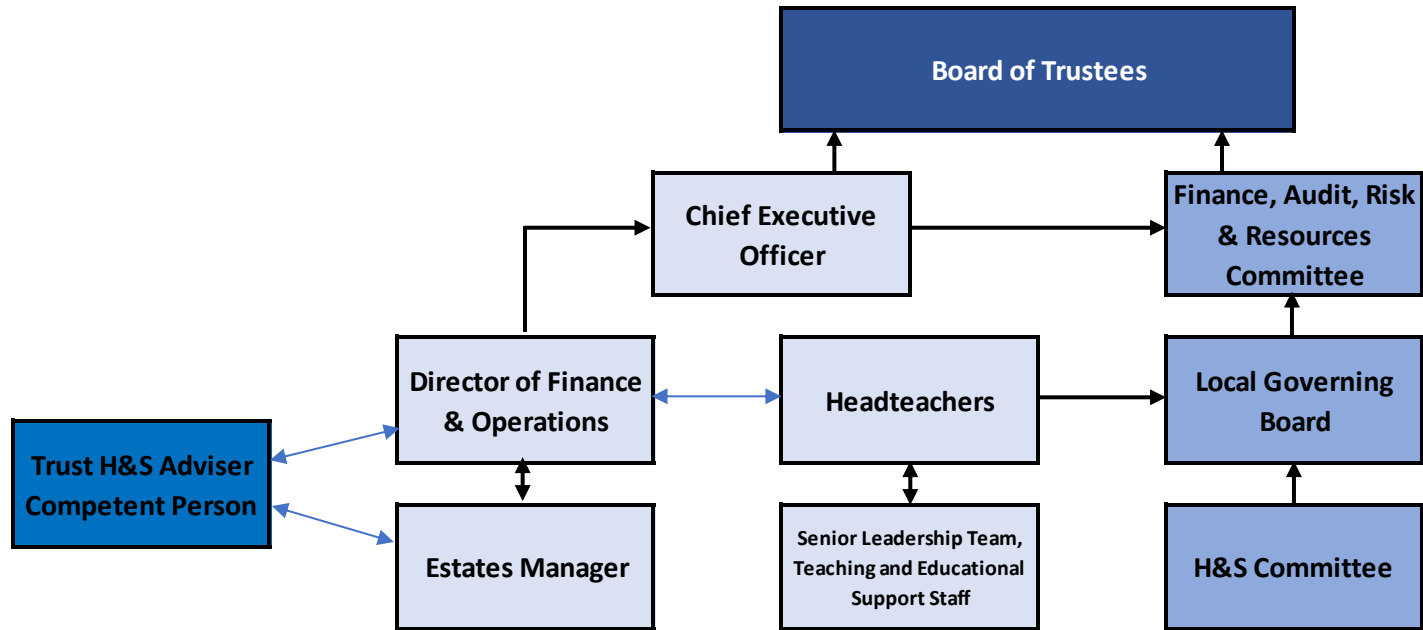 Board of Trustees
Chief Executive
Officer
Finance, Audit, Risk
& Resources
Committee
Director of Finance
& Operations
Headteachers
Local Governing
Board
Trust H&S Adviser
Competent Person
Estates Manager
Senior Leadership Team,
Teaching and Educational
Support Staff
H&S Committee